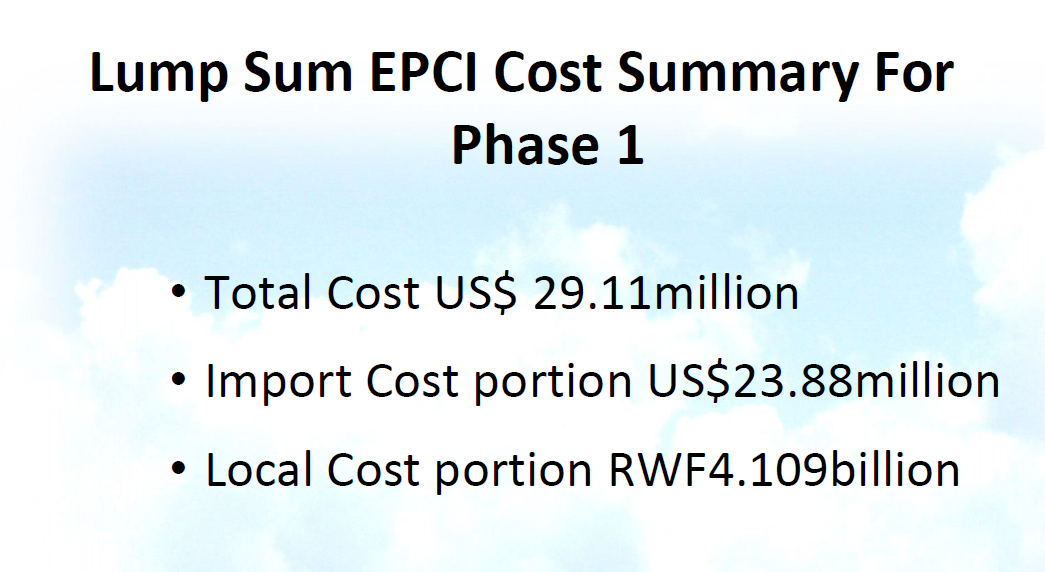 Lump Sum EPCI Cost Summary For
Phase 1
• Total Cost US$ 29.11million
• Import Cost portion US$23.88million
• Local Cost portion RWF4.109billion